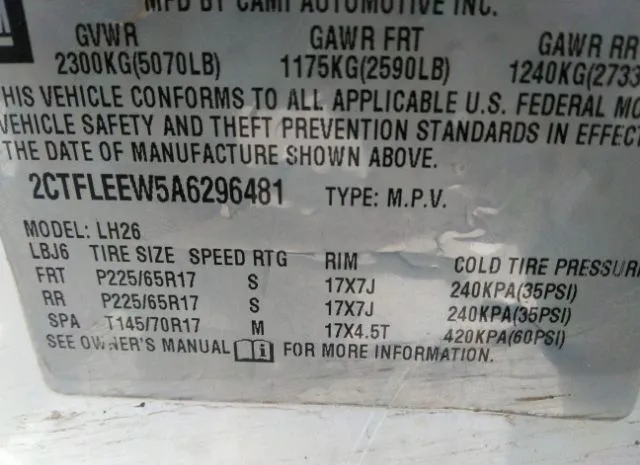 MFD BY CAMI AUTOMOTIVE INC.
GVWR GAWR FRT GAWR RR
2300KG(5070LB) 1175KG(2590LB) 1240KG(2733
HIS VEHICLE CONFORMS TO ALL APPLICABLE U.S. FEDERAL MO
VEHICLE SAFETY AND THEFT PREVENTION STANDARDS IN EFFECT
THE DATE OF MANUFACTURE SHOWN ABOVE.
2CTFLEEW5A6296481 TYPE: M.P.V.
MODEL: LH26
LBJ6 TIRE SIZE SPEED RTG RIM COLD TIRE PRESSUR
FRT P225/65R17 S 17X7J 240KPA(35PSI)
RR P225/65R17 S 17X7J 240KPA(35PSI)
SPA T145/70R17 M 17X4.5T 420KPA(60PSI)
SEE OWNER'S MANUAL FOR MORE INFORMATION.